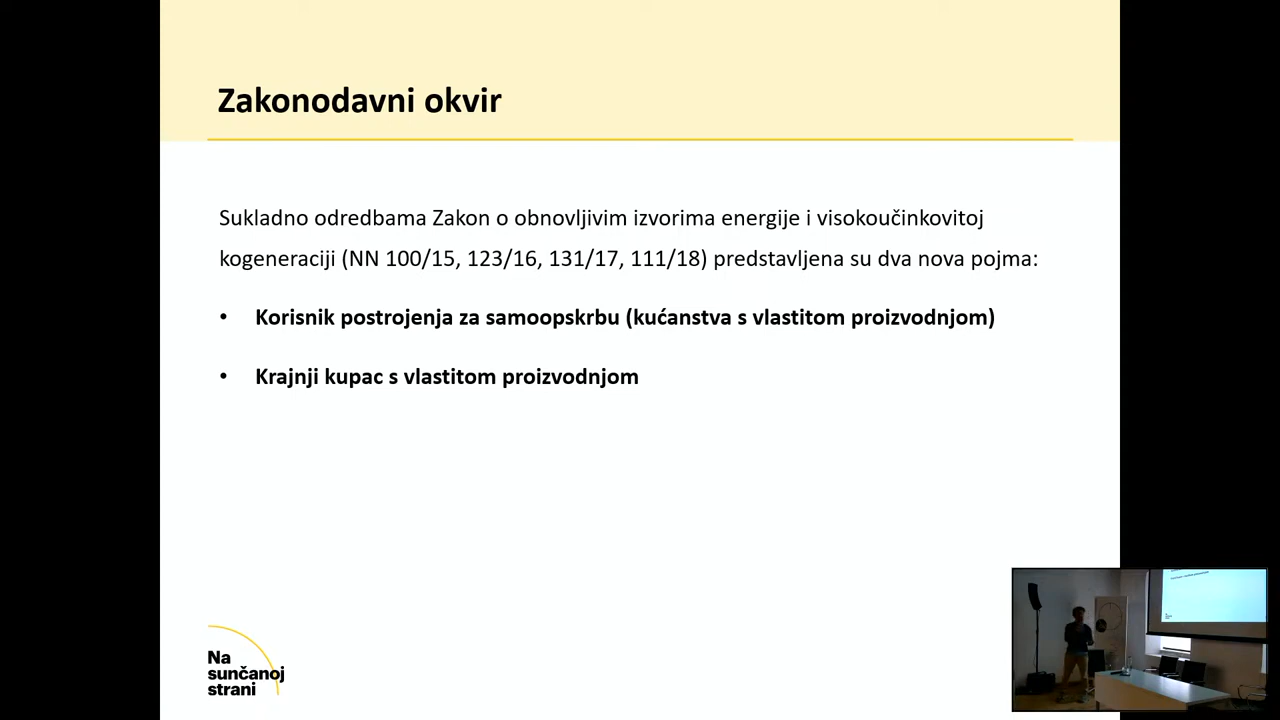 Zakonodavni okvir
Sukladno odredbama Zakon o obnovljivim izvorima energije i visokoučinkovitoj
kogeneraciji (NN 100/15, 123/16, 131/17, 111/18) predstavljena su dva nova pojma:
• Korisnik postrojenja za samoopskrbu (kućanstva s vlastitom proizvodnjom)
• Krajnji kupac s vlastitom proizvodnjom
Na
sunčanoj
strani